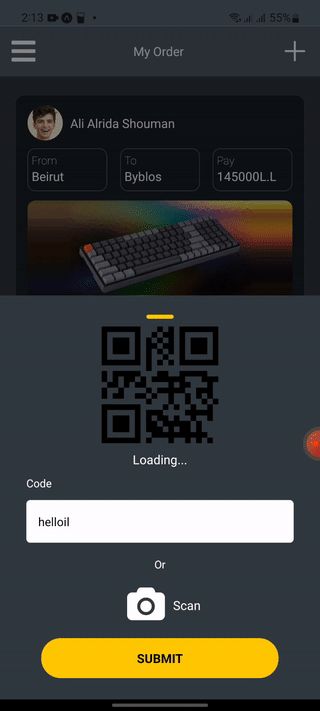 2:13 55%
My Order
Ali Alrida Shouman
From To Pay
Beirut Byblos 145000L.L
Loading...
Code
helloil
Or
Scan
SUBMIT